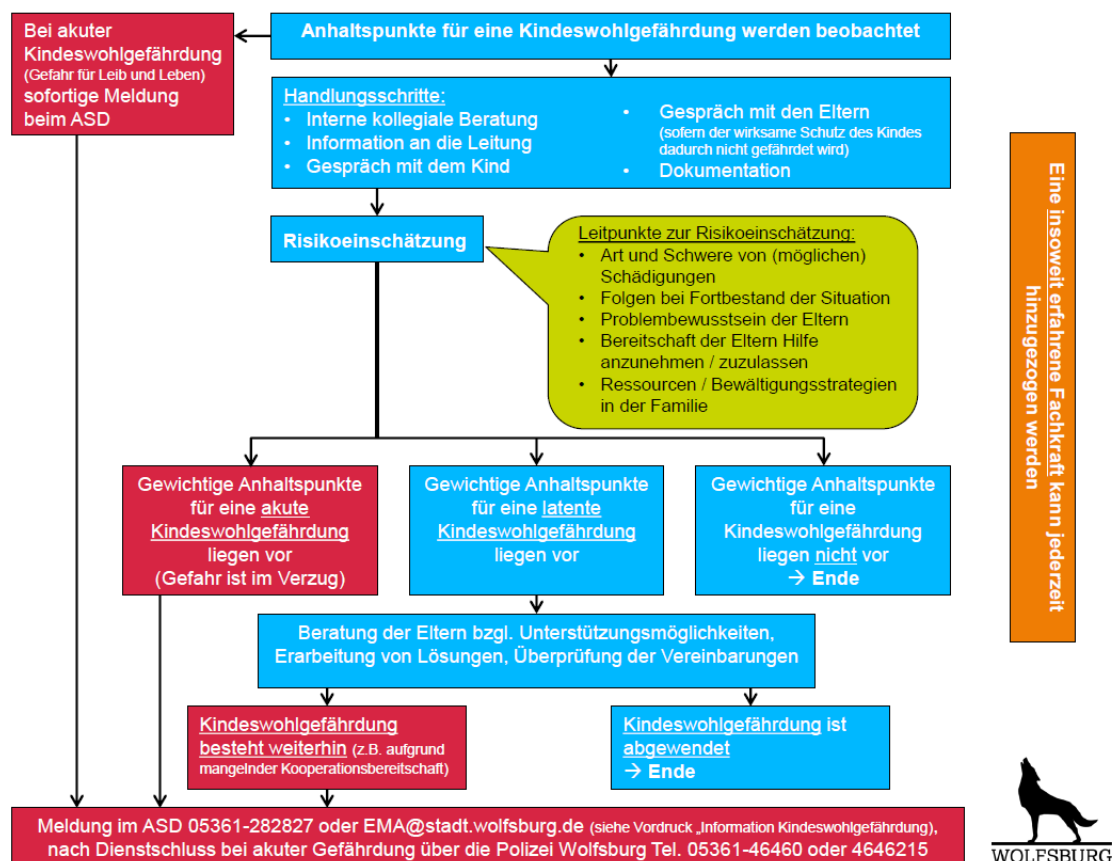 Bei akuter
Kindeswohlgefährdung
(Gefahr für Leib und Leben)
sofortige Meldung
beim ASD
Anhaltspunkte für eine Kindeswohlgefährdung werden beobachtet
Handlungsschritte:
• Interne kollegiale Beratung
• Information an die Leitung
• Gespräch mit dem Kind
• Gespräch mit den Eltern
(sofern der wirksame Schutz des Kindes
dadurch nicht gefährdet wird)
• Dokumentation
Risikoeinschätzung
Leitpunkte zur Risikoeinschätzung:
• Art und Schwere von (möglichen)
Schädigungen
• Folgen bei Fortbestand der Situation
• Problembewusstsein der Eltern
• Bereitschaft der Eltern Hilfe
anzunehmen / zuzulassen
• Ressourcen / Bewältigungsstrategien
in der Familie
Eine insoweit erfahrene Fachkraft kann jederzeit
hinzugezogen werden
Gewichtige Anhaltspunkte
für eine akute
Kindeswohlgefährdung
liegen vor
(Gefahr ist im Verzug)
Gewichtige Anhaltspunkte
für eine latente
Kindeswohlgefährdung
liegen vor
Gewichtige Anhaltspunkte
für eine
Kindeswohlgefährdung
liegen nicht vor
→ Ende
Beratung der Eltern bzgl. Unterstützungsmöglichkeiten,
Erarbeitung von Lösungen, Überprüfung der Vereinbarungen
Kindeswohlgefährdung
besteht weiterhin (z.B. aufgrund
mangelnder Kooperationsbereitschaft)
Kindeswohlgefährdung ist
abgewendet
→ Ende
Meldung im ASD 05361-282827 oder EMA@stadt.wolfsburg.de (siehe Vordruck „Information Kindeswohlgefährdung),
nach Dienstschluss bei akuter Gefährdung über die Polizei Wolfsburg Tel. 05361-46460 oder 4646215
WOLFSBURG